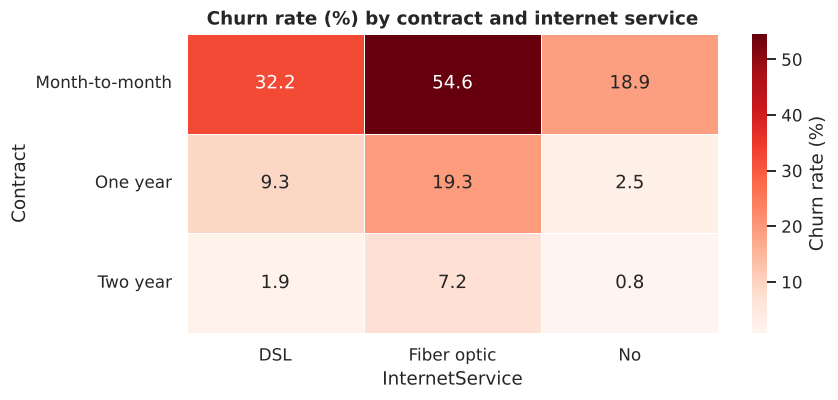 Churn rate (%) by contract and internet service
Contract
Month-to-month
32.2
54.6
18.9
One year
9.3
19.3
2.5
Two year
1.9
7.2
0.8
DSL
Fiber optic
No
InternetService
50
40
30
20
10
Churn rate (%)